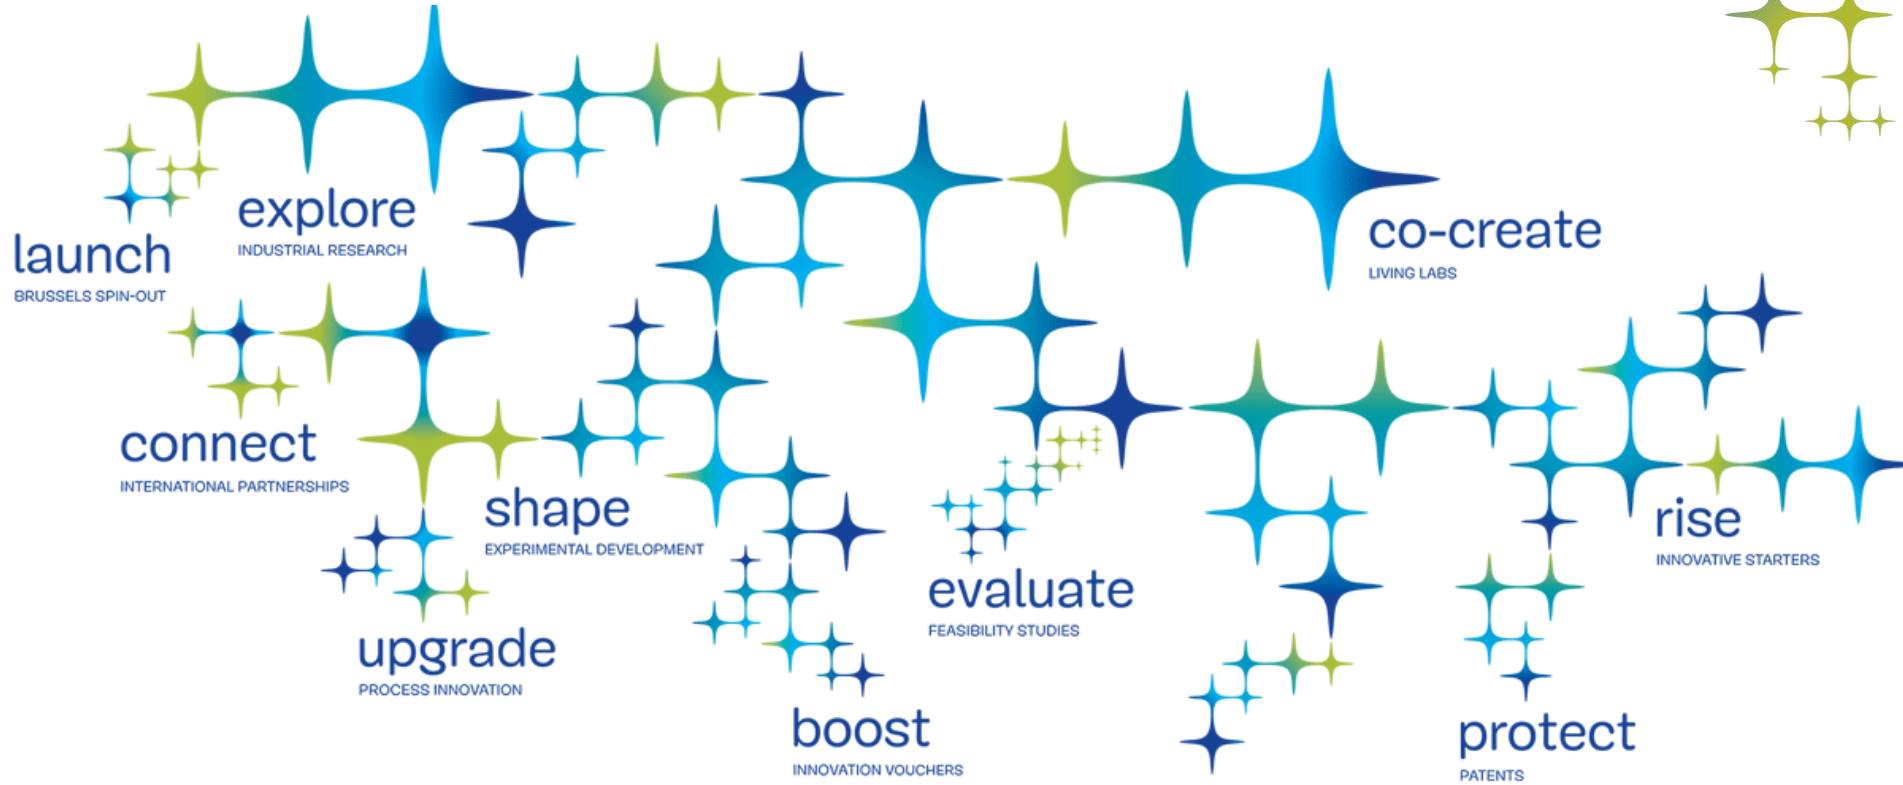 explore
INDUSTRIAL RESEARCH
launch
BRUSSELS SPIN-OUT
co-create
LIVING LABS
connect
INTERNATIONAL PARTNERSHIPS
shape
EXPERIMENTAL DEVELOPMENT
rise
INNOVATIVE STARTERS
evaluate
FEASIBILITY STUDIES
upgrade
PROCESS INNOVATION
boost
INNOVATION VOUCHERS
protect
PATENTS